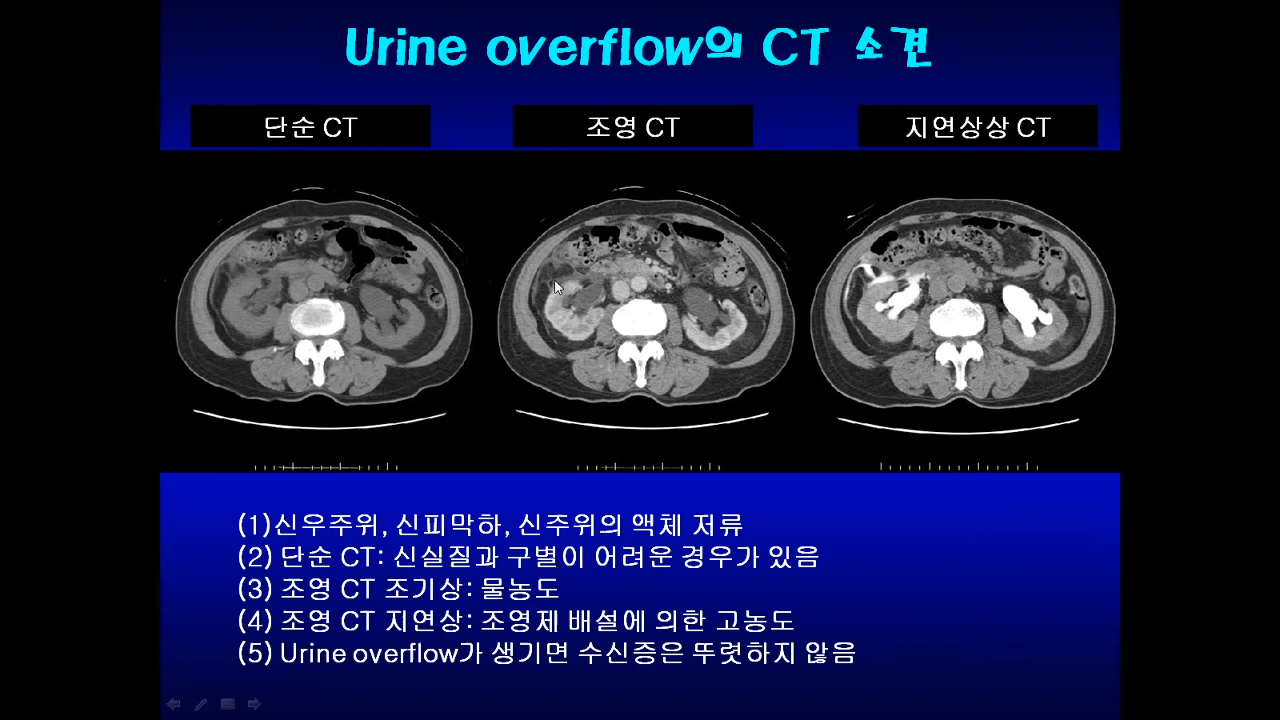 Urine overflow의 CT 소견
단순 CT
조영 CT
지연상상 CT
(1)신우주위, 신피막하, 신주위의 액체 저류
(2) 단순 CT: 신실질과 구별이 어려운 경우가 있음
(3) 조영 CT 조기상: 물농도
(4) 조영 CT 지연상: 조영제 배설에 의한 고농도
(5) Urine overflow가 생기면 수신증은 뚜렷하지 않음